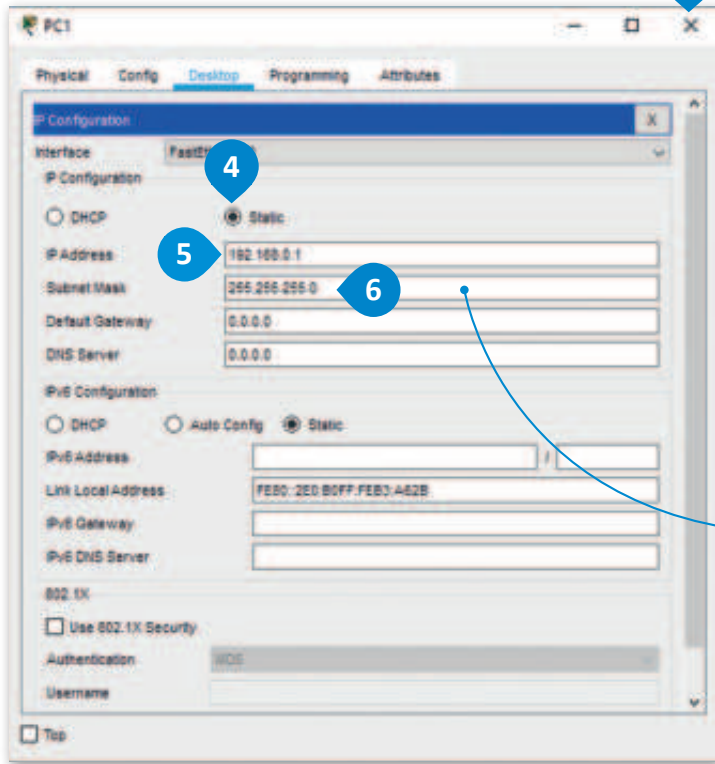 PC1
Physical Config Desktop Programming Attributes
IP Configuration X
Interface
IP Configuration
4
DHCP Static
IP Address 5 192.168.0.1
Subnet Mask 255.255.255.0 6
Default Gateway 0.0.0.0
DNS Server 0.0.0.0
IPv6 Configuration
DHCP Auto Config Static
IPv6 Address /
Link Local Address FE80::2E0:B0FF:FEB3:A62B
IPv6 Gateway
IPv6 DNS Server
802.1X
Use 802.1X Security
Authentication MD5
Username
Top